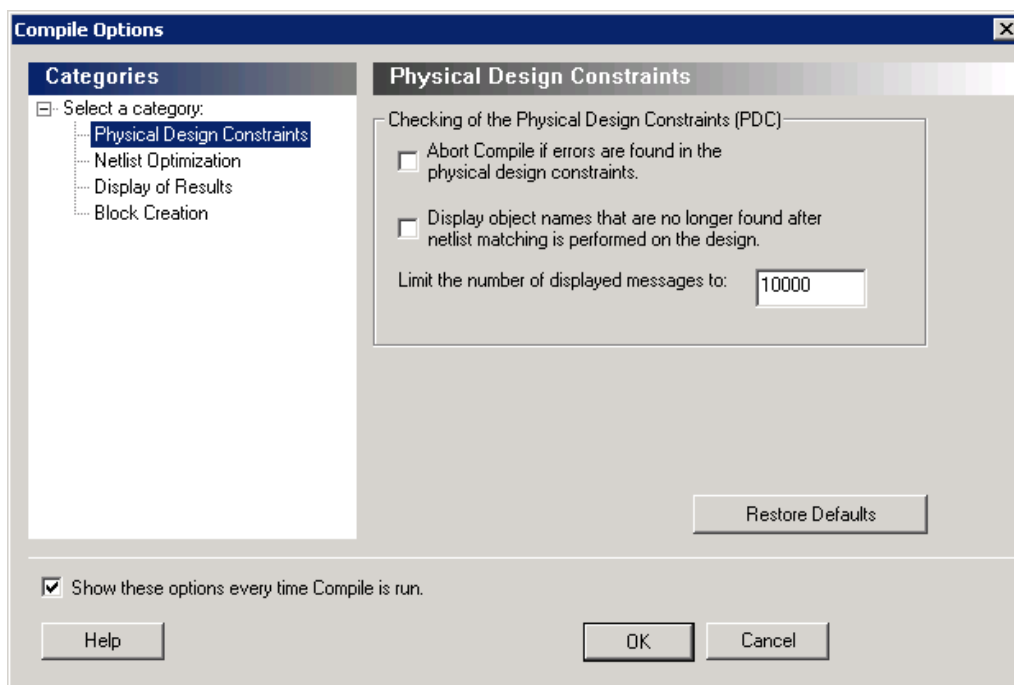 Compile Options
Categories
Select a category:
Physical Design Constraints
Netlist Optimization
Display of Results
Block Creation
Physical Design Constraints
Checking of the Physical Design Constraints (PDC)
Abort Compile if errors are found in the
physical design constraints.
Display object names that are no longer found after
netlist matching is performed on the design.
Limit the number of displayed messages to: 10000
Restore Defaults
Show these options every time Compile is run.
Help OK Cancel